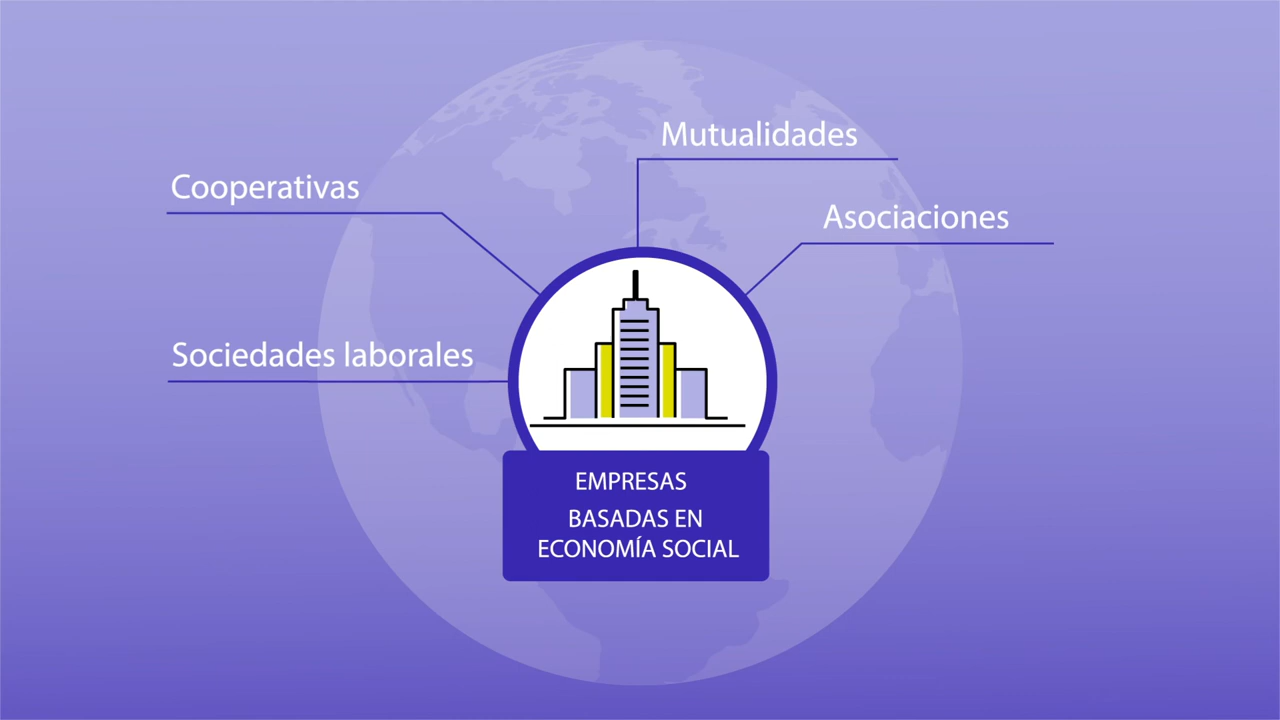 Mutualidades
Cooperativas
Asociaciones
Sociedades laborales
EMPRESAS
BASADAS EN
ECONOMÍA SOCIAL